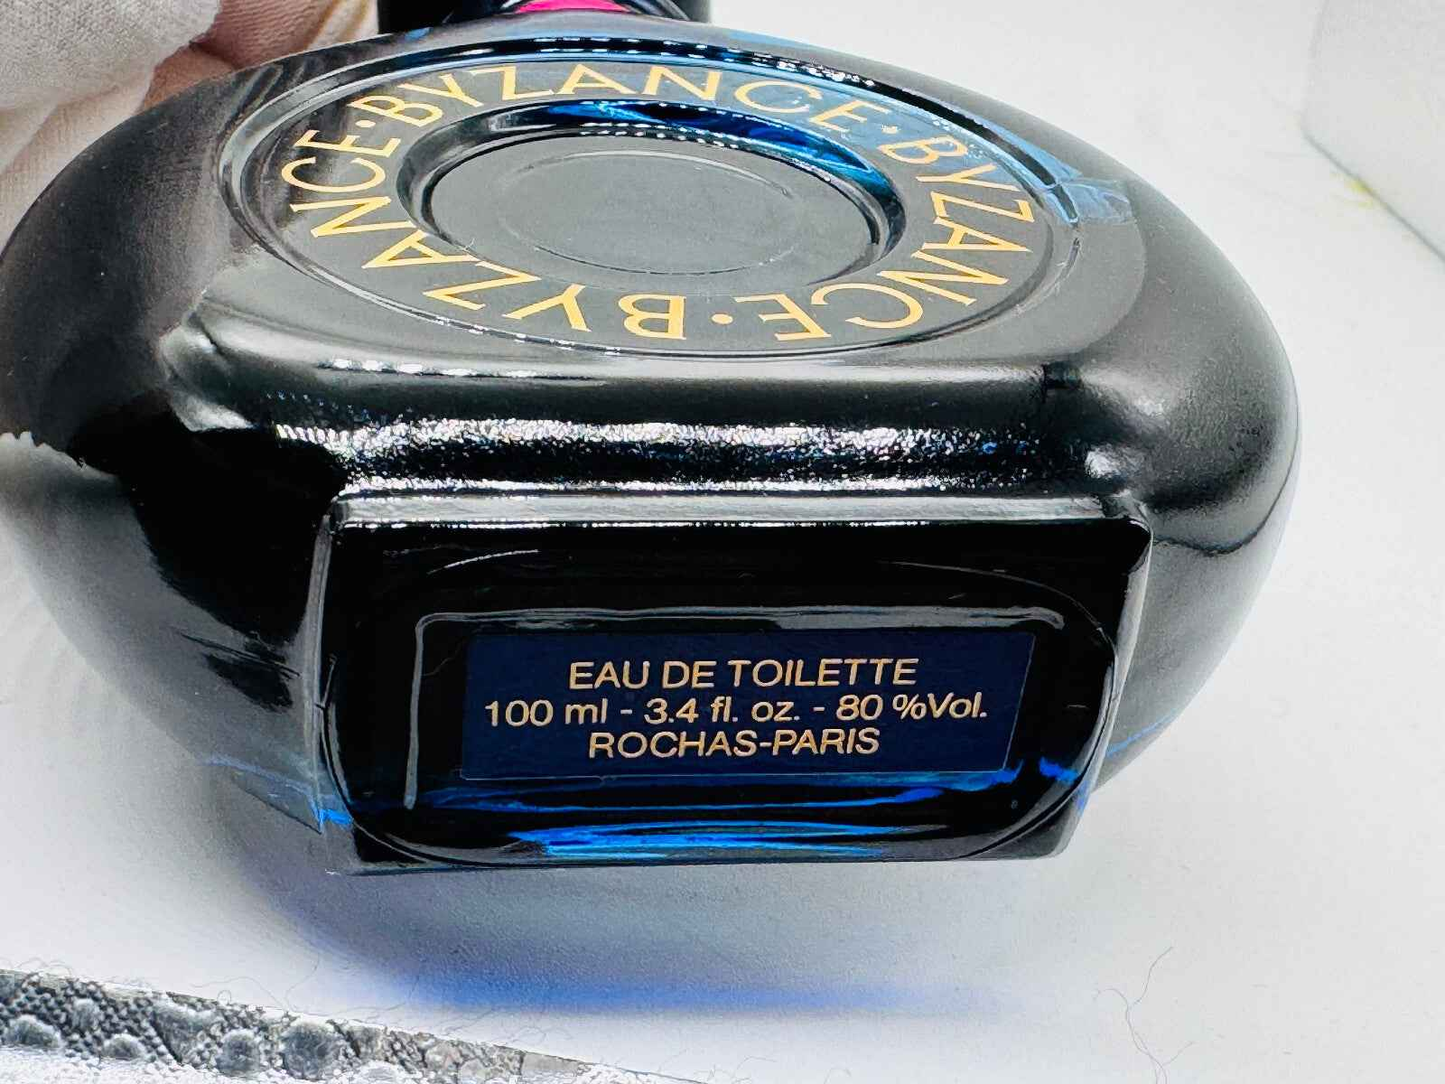 BYZANCE·BYZANCE·BYZANCE·
EAU DE TOILETTE
100 ml - 3.4 fl. oz. - 80 %Vol.
ROCHAS-PARIS